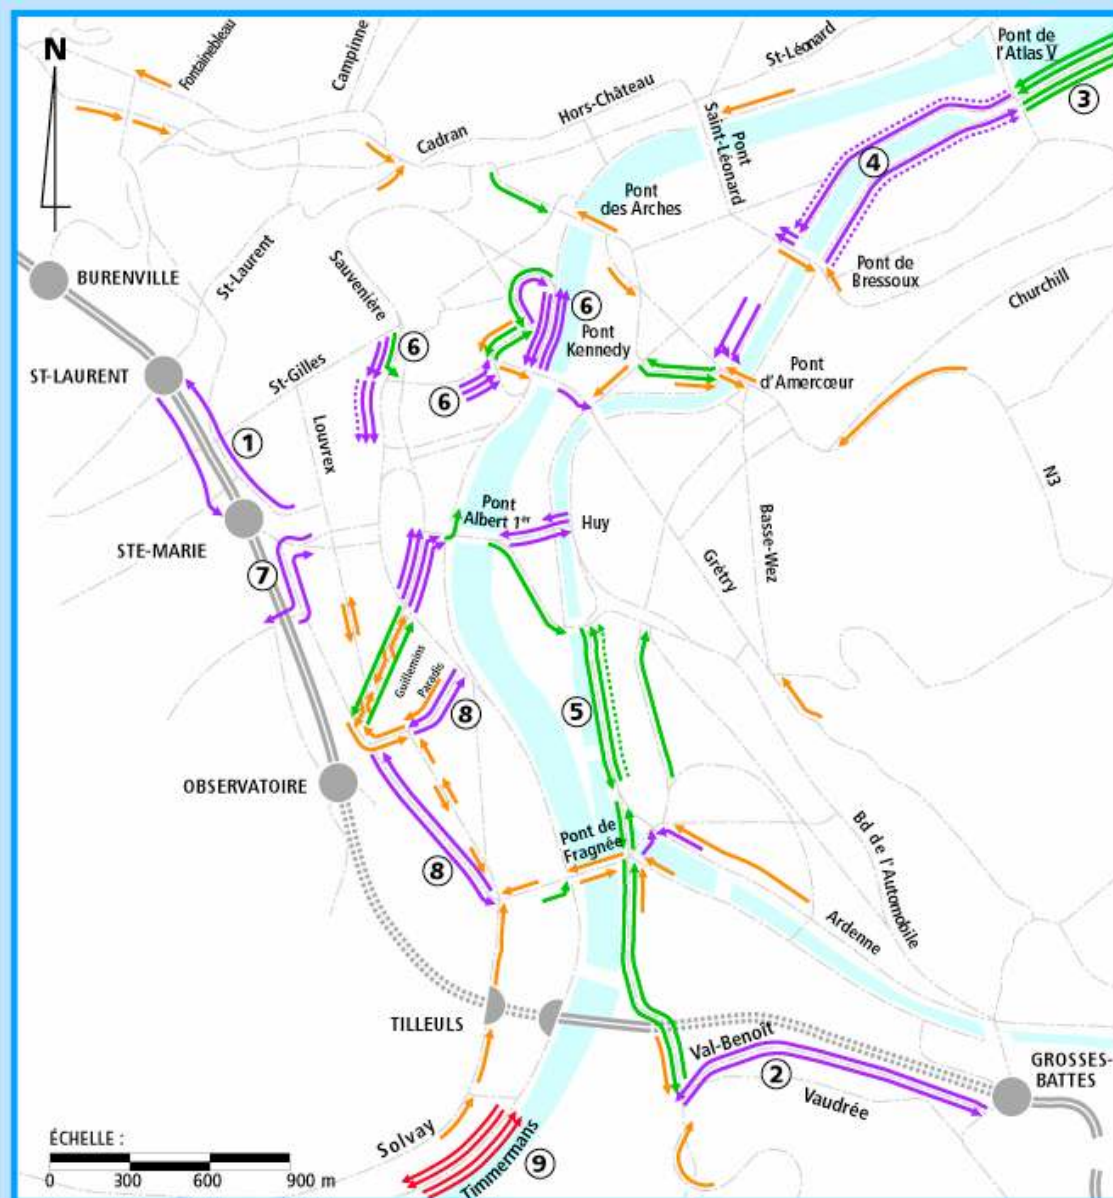 N
Fontainebleau
Campinne
St-Léonard
Pont de
l'Atlas V
3
Hors-Château
Cadran
Pont
Saint-Léonard
4
Pont
des Arches
St-Laurent
Sauvenière
BURENVILLE
Pont de
Bressoux
Churchill
6
6
Pont
Kennedy
ST-LAURENT
St-Gilles
6
Pont
d'Amercœur
Louvrex
1
N3
Pont
Albert 1er
Huy
Basse-Wez
STE-MARIE
Grétry
7
Guillemins
Paradis
8
5
OBSERVATOIRE
Pont de
Fragnée
Bd de l'Automobile
8
Ardenne
TILLEULS
Val-Benoît
GROSSES-
BATTES
2
Vaudrée
ÉCHELLE :
0 300 600 900 m
Solvay
Timmermans
9